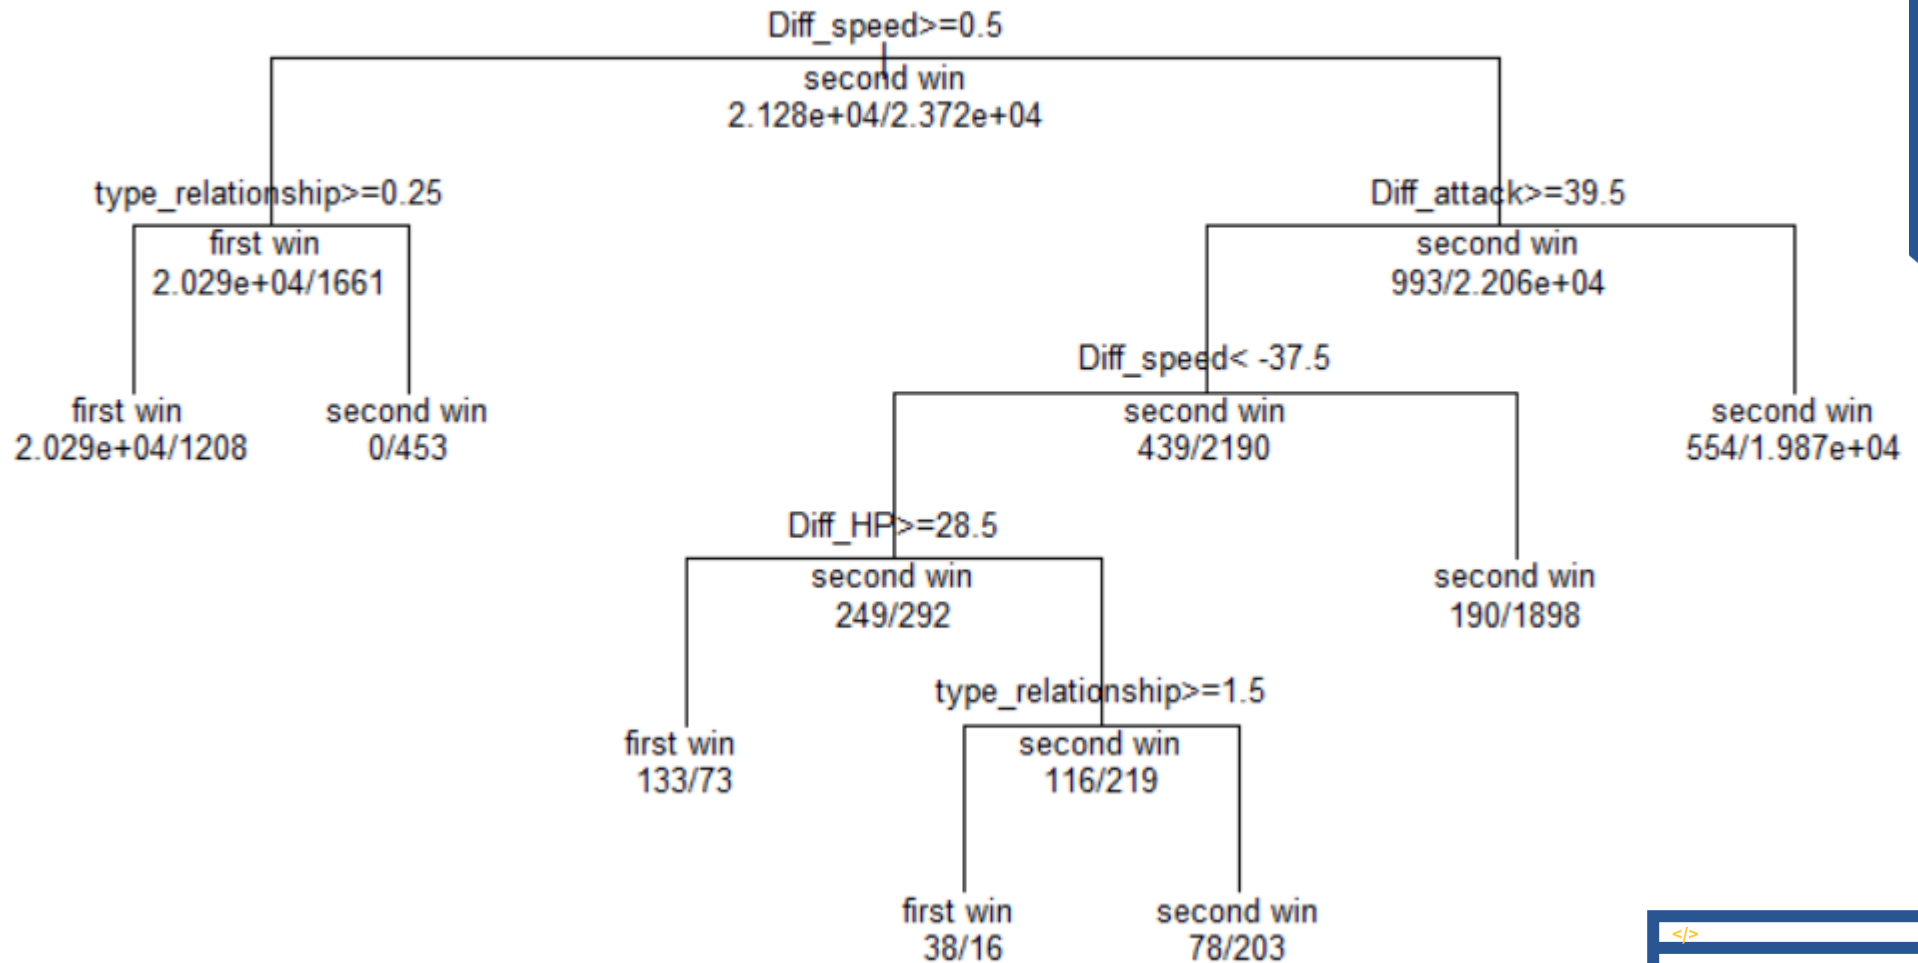 Diff_speed>=0.5
second win
2.128e+04/2.372e+04
type_relationship>=0.25
first win
2.029e+04/1661
Diff_attack>=39.5
second win
993/2.206e+04
first win
2.029e+04/1208
second win
0/453
Diff_speed< -37.5
second win
439/2190
second win
554/1.987e+04
Diff_HP>=28.5
second win
249/292
second win
190/1898
first win
133/73
type_relationship>=1.5
second win
116/219
first win
38/16
second win
78/203
</>